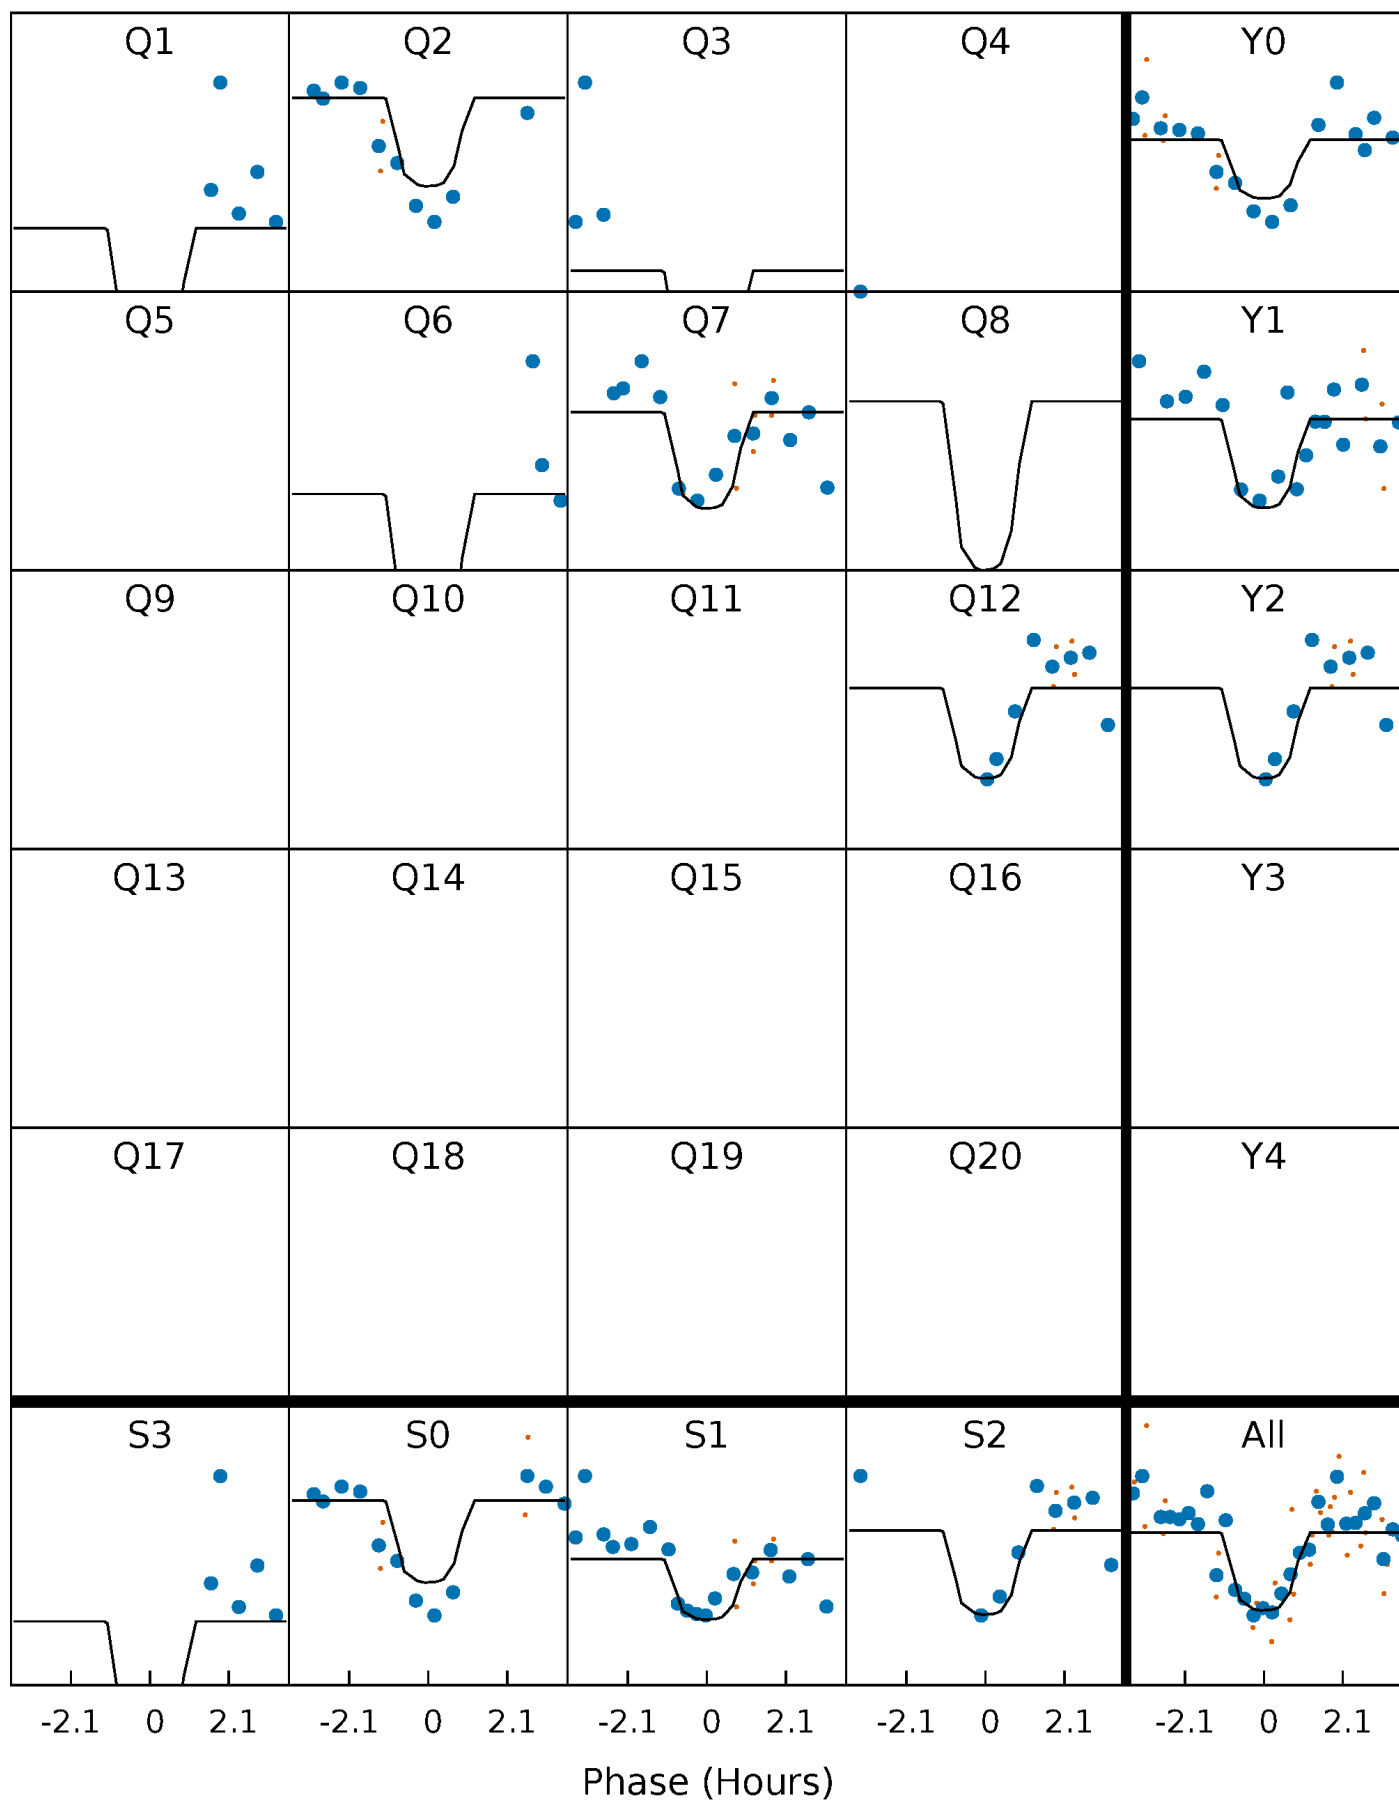 Q1 Q2 Q3 Q4 Y0
Q5 Q6 Q7 Q8 Y1
Q9 Q10 Q11 Q12 Y2
Q13 Q14 Q15 Q16 Y3
Q17 Q18 Q19 Q20 Y4
S3 S0 S1 S2 All
-2.1 0 2.1 -2.1 0 2.1 -2.1 0 2.1 -2.1 0 2.1 -2.1 0 2.1
Phase (Hours)